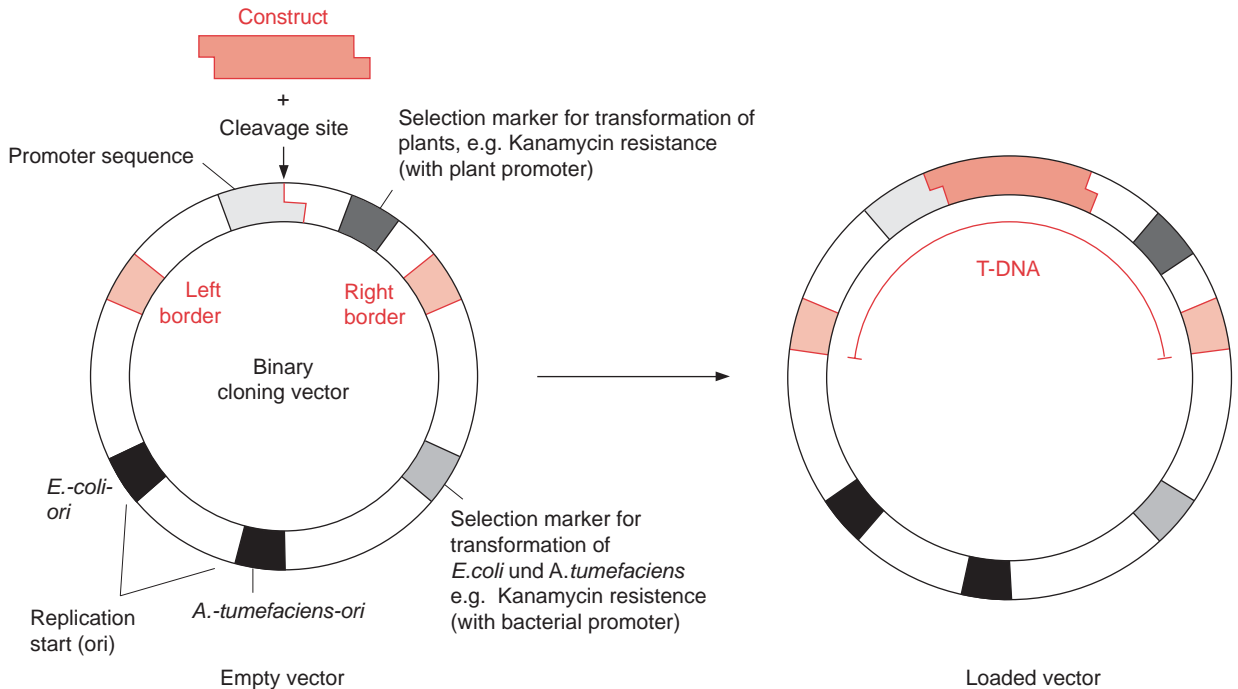 Construct
+
Cleavage site
Promoter sequence
Selection marker for transformation of
plants, e.g. Kanamycin resistance
(with plant promoter)
Left
border
Right
border
Binary
cloning vector
E.-coli-
ori
Replication
start (ori)
A.-tumefaciens-ori
Selection marker for
transformation of
E.coli und A.tumefaciens
e.g. Kanamycin resistence
(with bacterial promoter)
Empty vector
T-DNA
Loaded vector